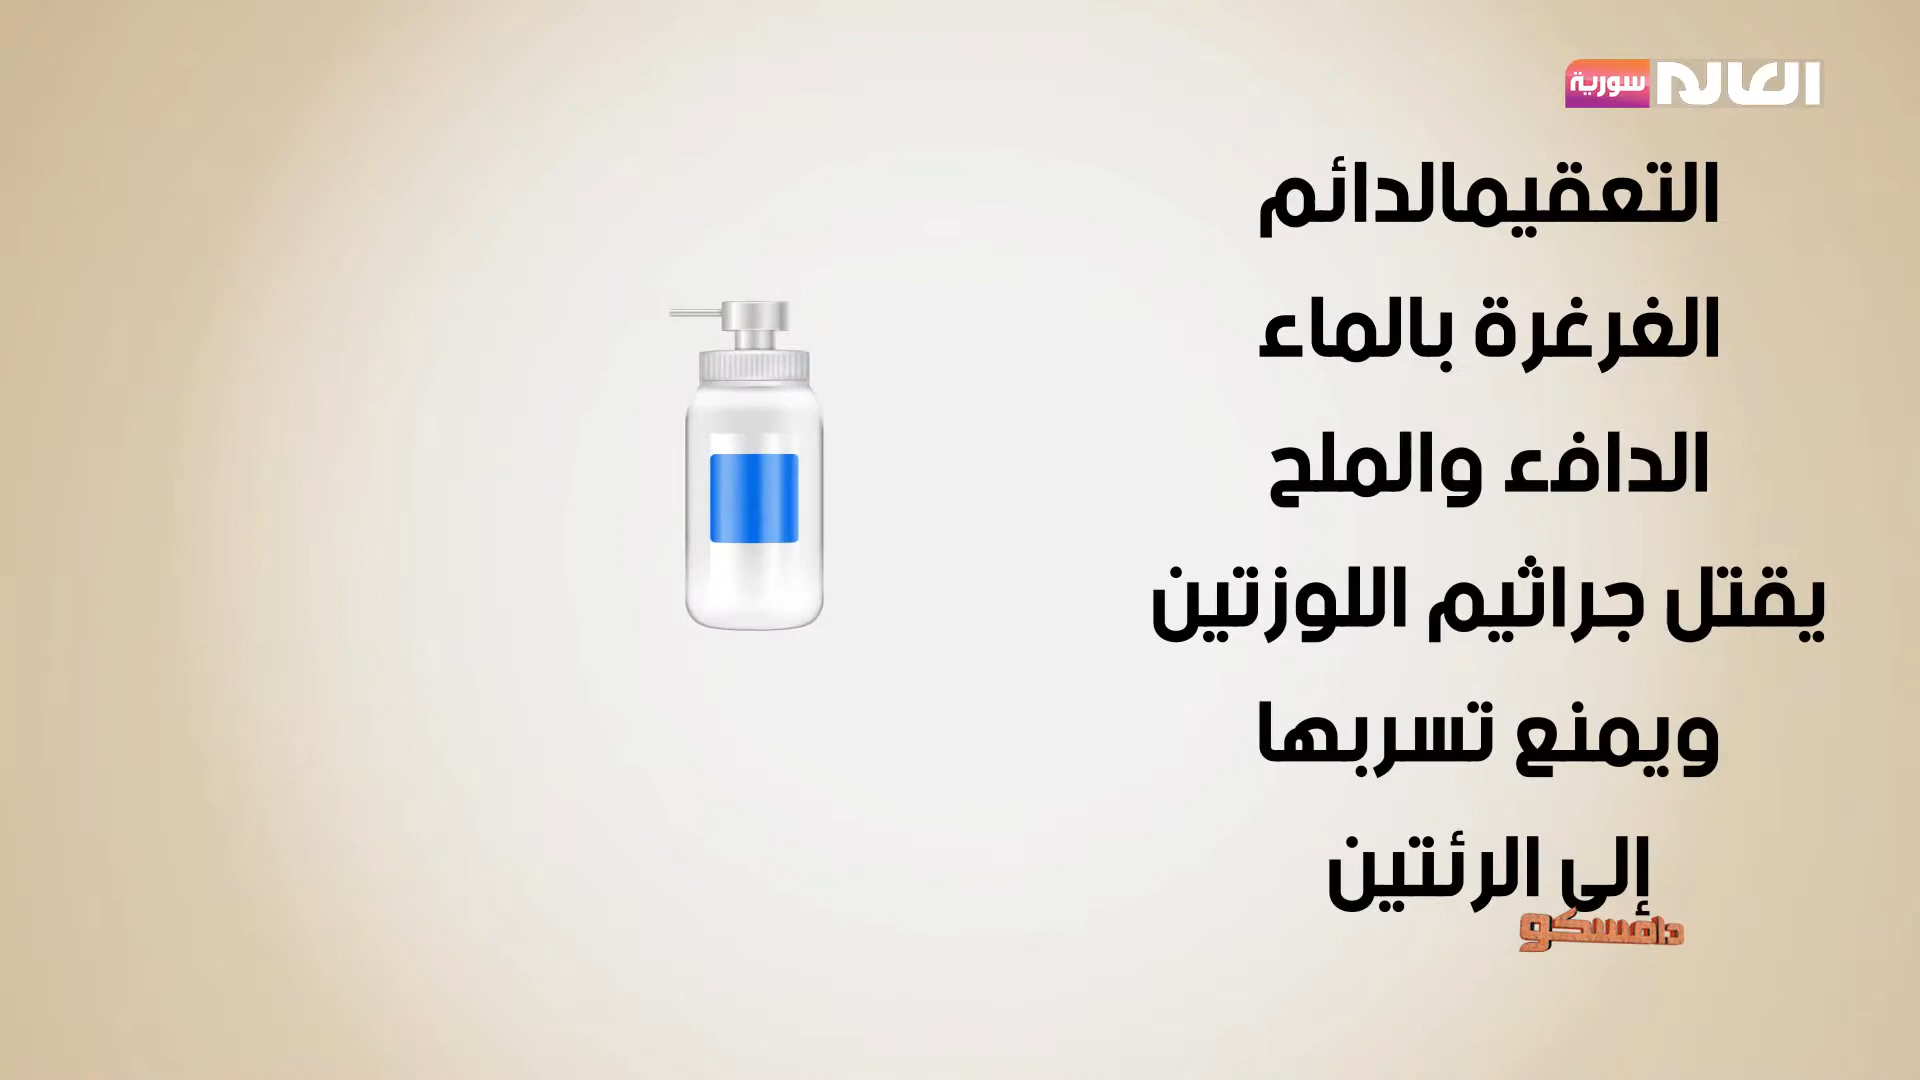 العالم سورية
التعقيمالدائم
الغرغرة بالماء
الدافء والملح
يقتل جراثيم اللوزتين
ويمنع تسربها
إلى الرئتين
دامسكو